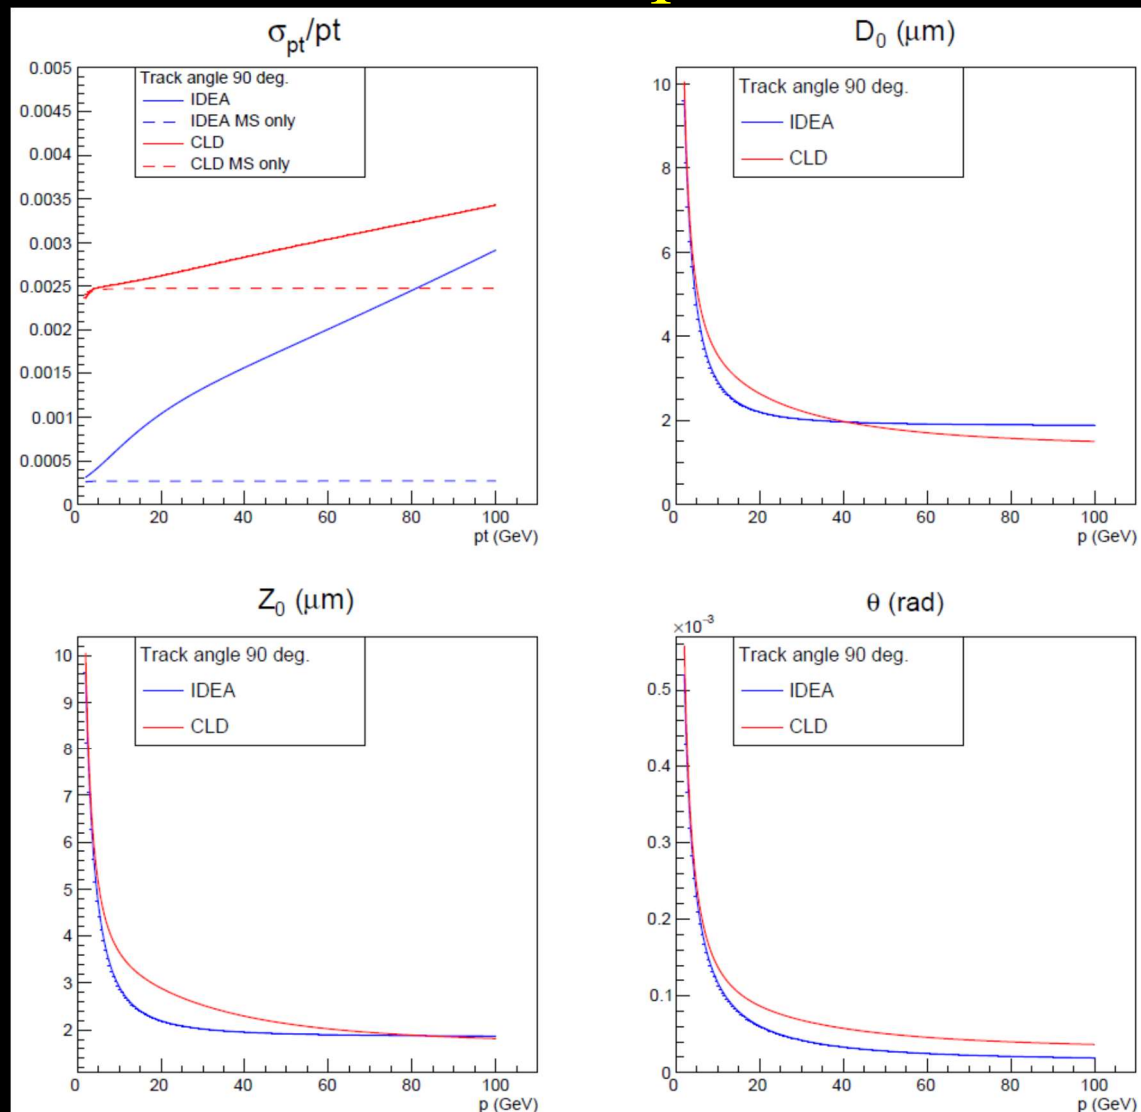 σpt/pt
Track angle 90 deg.
IDEA
IDEA MS only
CLD
CLD MS only
0.005
0.0045
0.004
0.0035
0.003
0.0025
0.002
0.0015
0.001
0.0005
0
0 20 40 60 80 100
pt (GeV)
D0 (μm)
Track angle 90 deg.
IDEA
CLD
10
8
6
4
2
0
0 20 40 60 80 100
p (GeV)
Z0 (μm)
Track angle 90 deg.
IDEA
CLD
10
9
8
7
6
5
4
3
2
0 20 40 60 80 100
p (GeV)
θ (rad)
×10⁻³
Track angle 90 deg.
IDEA
CLD
0.5
0.4
0.3
0.2
0.1
0
0 20 40 60 80 100
p (GeV)